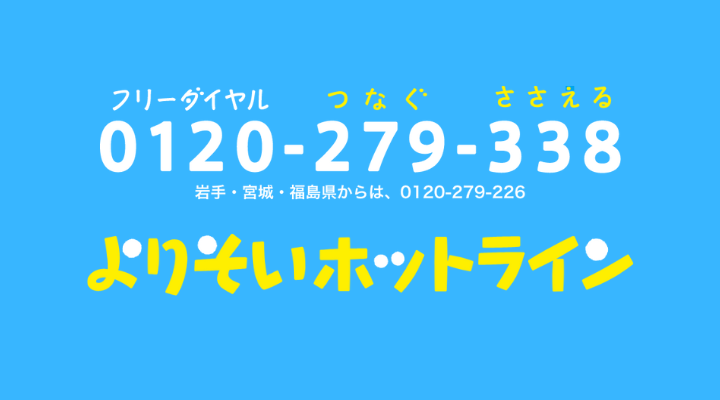 フリーダイヤル つなぐ ささえる
0120-279-338
岩手・宮城・福島県からは、0120-279-226
よりそいホットライン